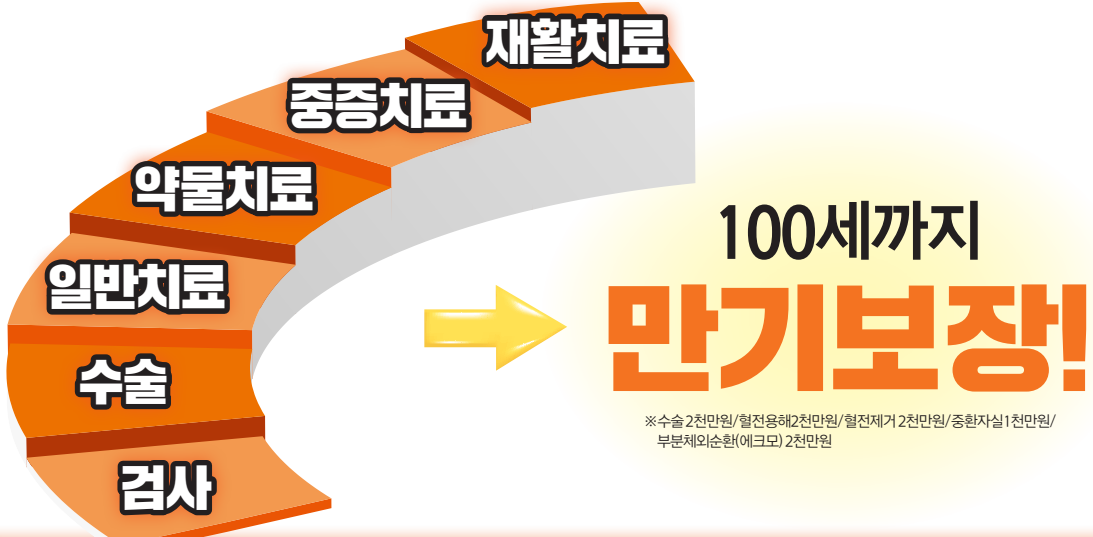 재활치료
중증치료
약물치료
일반치료
수술
검사
100세까지
만기보장!
※ 수술 2천만원/혈전용해2천만원/혈전제거 2천만원/중환자실1천만원/
부분체외순환(에크모) 2천만원